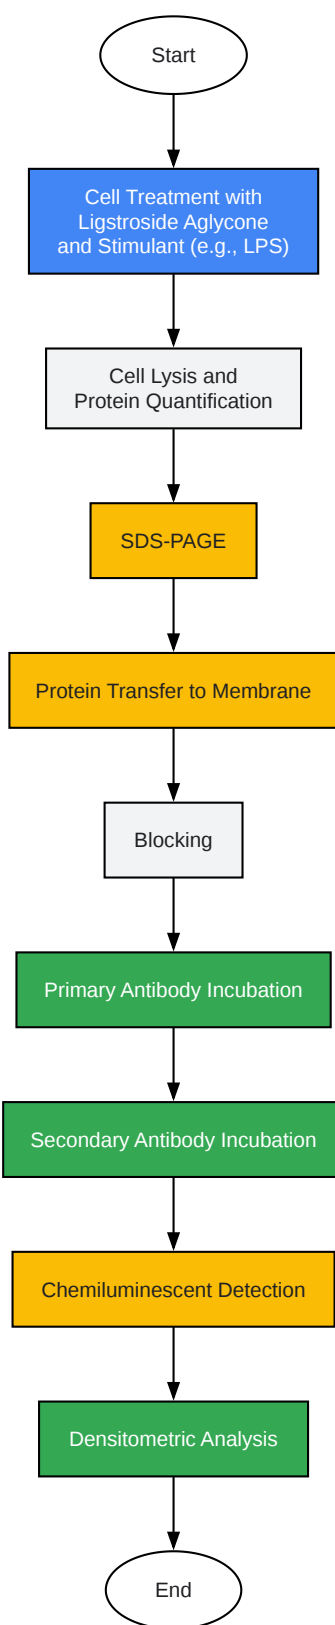 Start
Cell Treatment with
Ligstroside Aglycone
and Stimulant (e.g., LPS)
Cell Lysis and
Protein Quantification
SDS-PAGE
Protein Transfer to Membrane
Blocking
Primary Antibody Incubation
Secondary Antibody Incubation
Chemiluminescent Detection
Densitometric Analysis
End